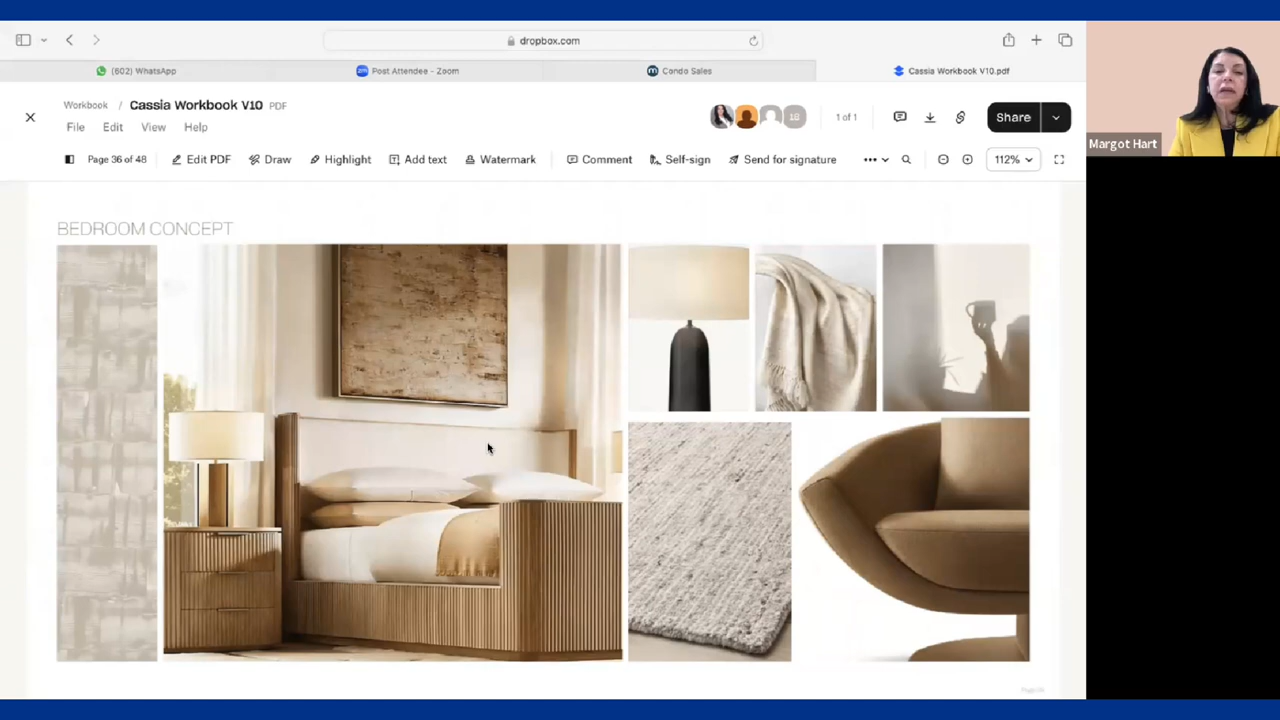 dropbox.com
(602) WhatsApp
Post Attendee - Zoom
Condo Sales
Cassia Workbook V10.pdf
Workbook / Cassia Workbook V10 PDF
18
1 of 1
Share
File Edit View Help
Page 36 of 48
Edit PDF
Draw
Highlight
Add text
Watermark
Comment
Self-sign
Send for signature
112%
Margot Hart
BEDROOM CONCEPT